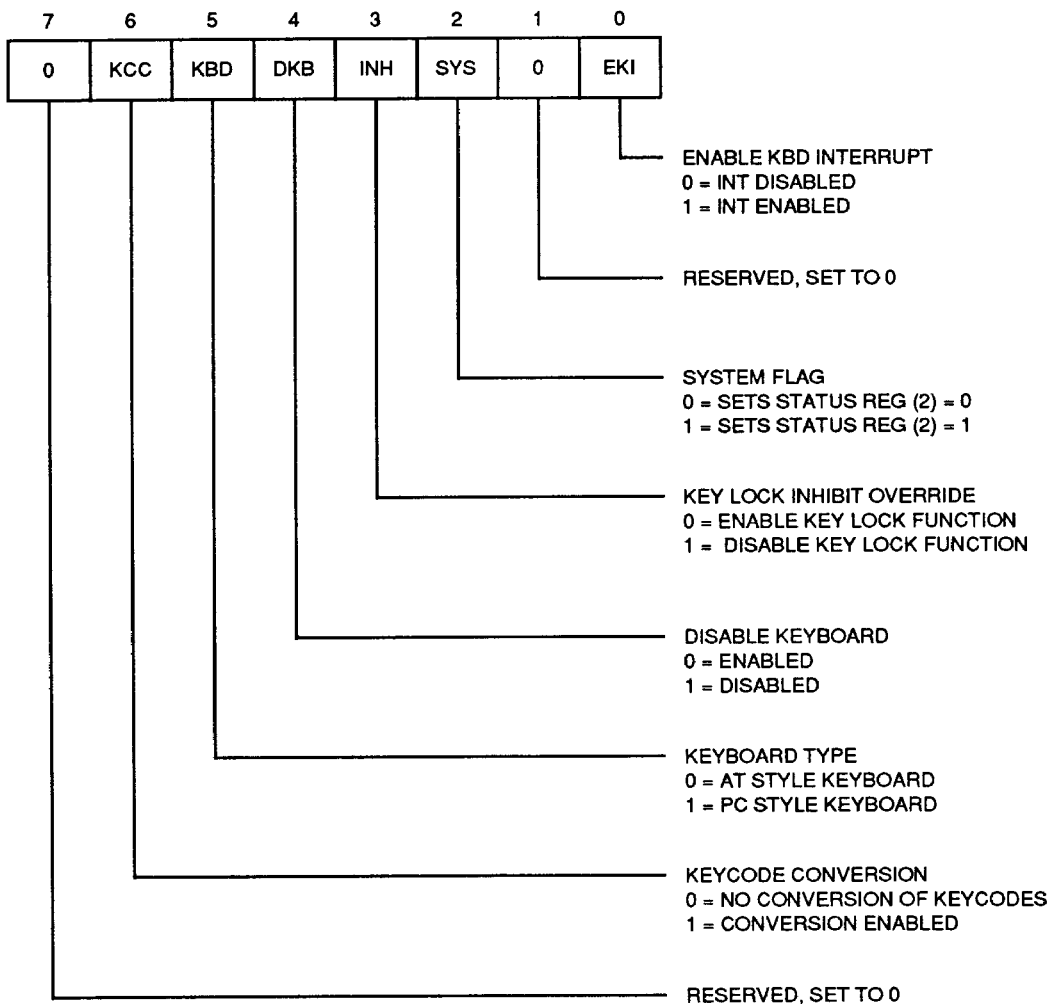 7 6 5 4 3 2 1 0
0 KCC KBD DKB INH SYS 0 EKI
ENABLE KBD INTERRUPT
0 = INT DISABLED
1 = INT ENABLED
RESERVED, SET TO 0
SYSTEM FLAG
0 = SETS STATUS REG (2) = 0
1 = SETS STATUS REG (2) = 1
KEY LOCK INHIBIT OVERRIDE
0 = ENABLE KEY LOCK FUNCTION
1 = DISABLE KEY LOCK FUNCTION
DISABLE KEYBOARD
0 = ENABLED
1 = DISABLED
KEYBOARD TYPE
0 = AT STYLE KEYBOARD
1 = PC STYLE KEYBOARD
KEYCODE CONVERSION
0 = NO CONVERSION OF KEYCODES
1 = CONVERSION ENABLED
RESERVED, SET TO 0